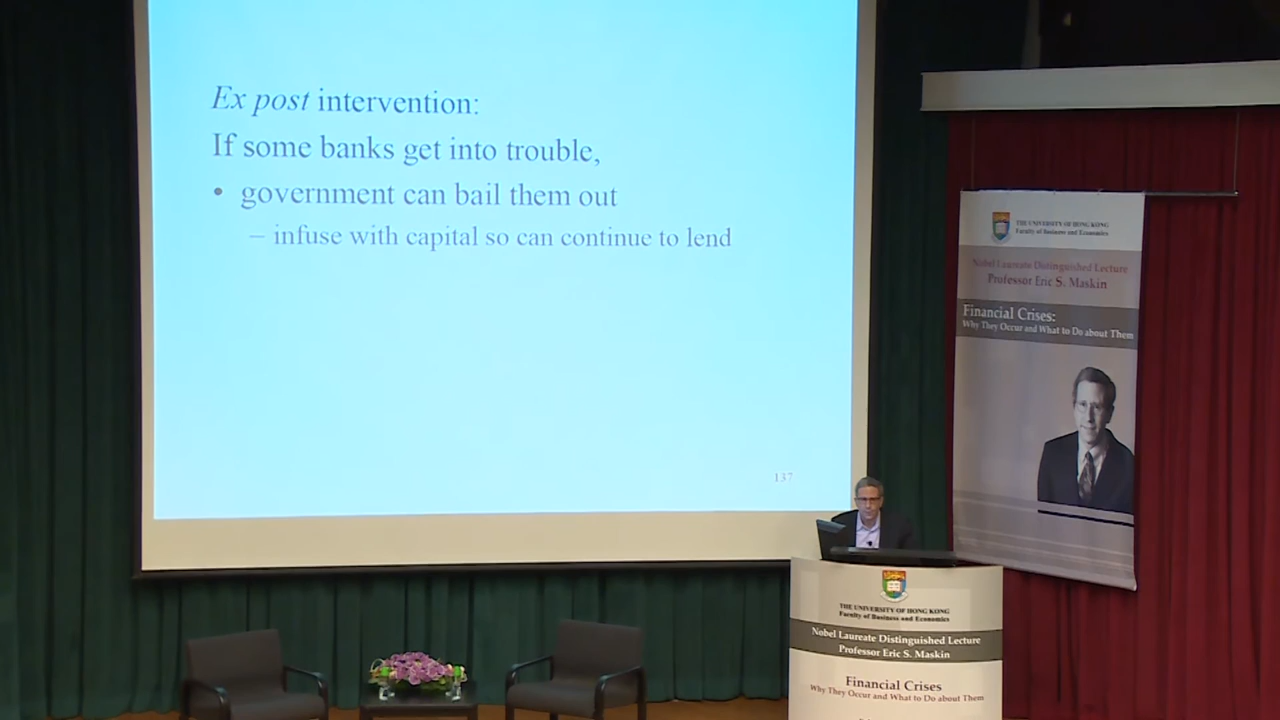 Ex post intervention:
If some banks get into trouble,
• government can bail them out
– infuse with capital so can continue to lend
137
THE UNIVERSITY OF HONG KONG
Faculty of Business and Economics
Nobel Laureate Distinguished Lecture
Professor Eric S. Maskin
Financial Crises:
Why They Occur and What to Do about Them
THE UNIVERSITY OF HONG KONG
Faculty of Business and Economics
Nobel Laureate Distinguished Lecture
Professor Eric S. Maskin
Financial Crises
Why They Occur and What to Do about Them